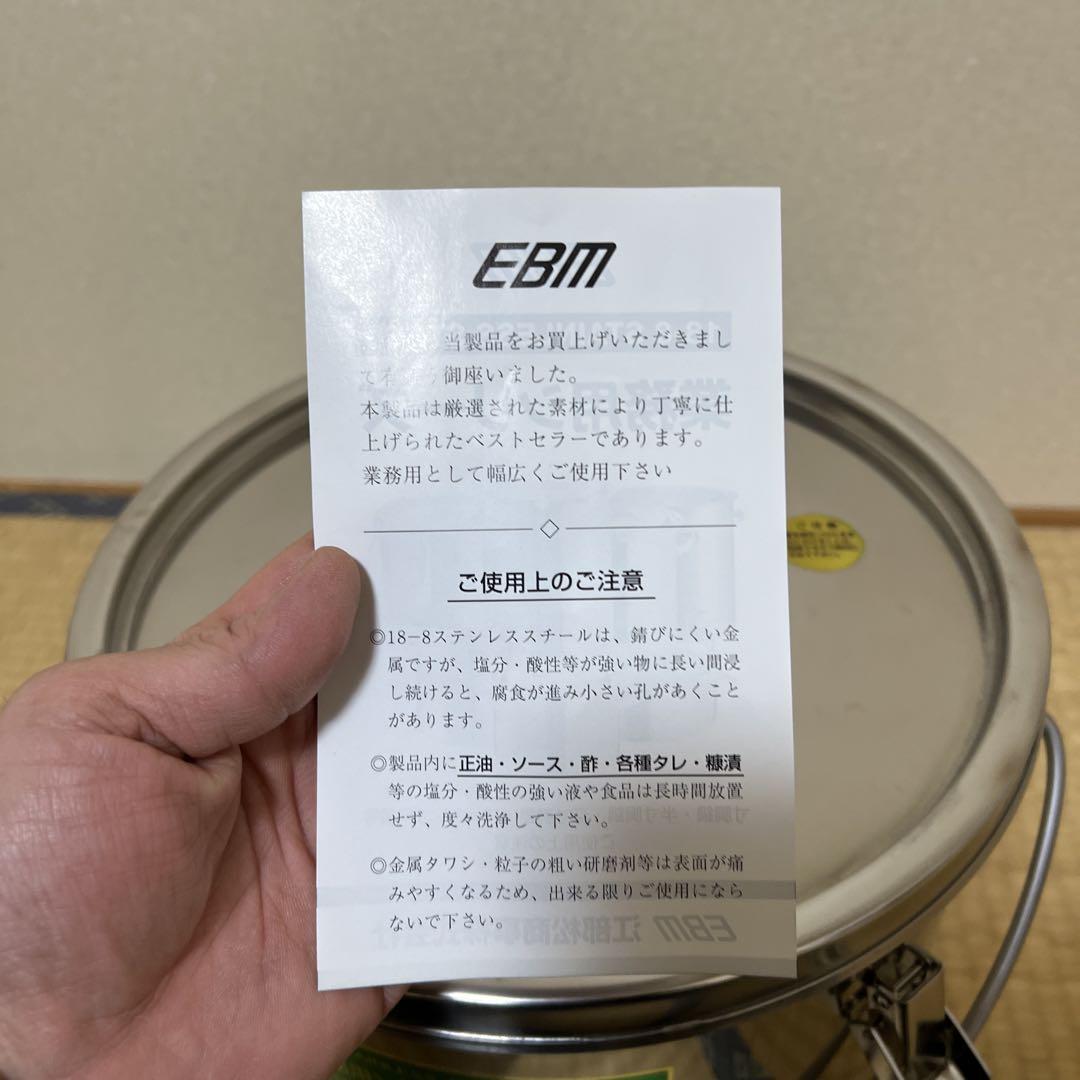 EBM
当製品をお買上げいただきまし
て有 御座いました。
本製品は厳選された素材により丁寧に仕
上げられたベストセラーであります。
業務用として幅広くご使用下さい
ご使用上のご注意
◎18−8ステンレススチールは、錆びにくい金
属ですが、塩分・酸性等が強い物に長い間浸
し続けると、腐食が進み小さい孔があくこと
があります。
◎製品内に正油・ソース・酢・各種タレ・糠漬
等の塩分・酸性の強い液や食品は長時間放置
せず、度々洗浄して下さい。
◎金属タワシ・粒子の粗い研磨剤等は表面が痛
みやすくなるため、出来る限りご使用になら
ないで下さい。